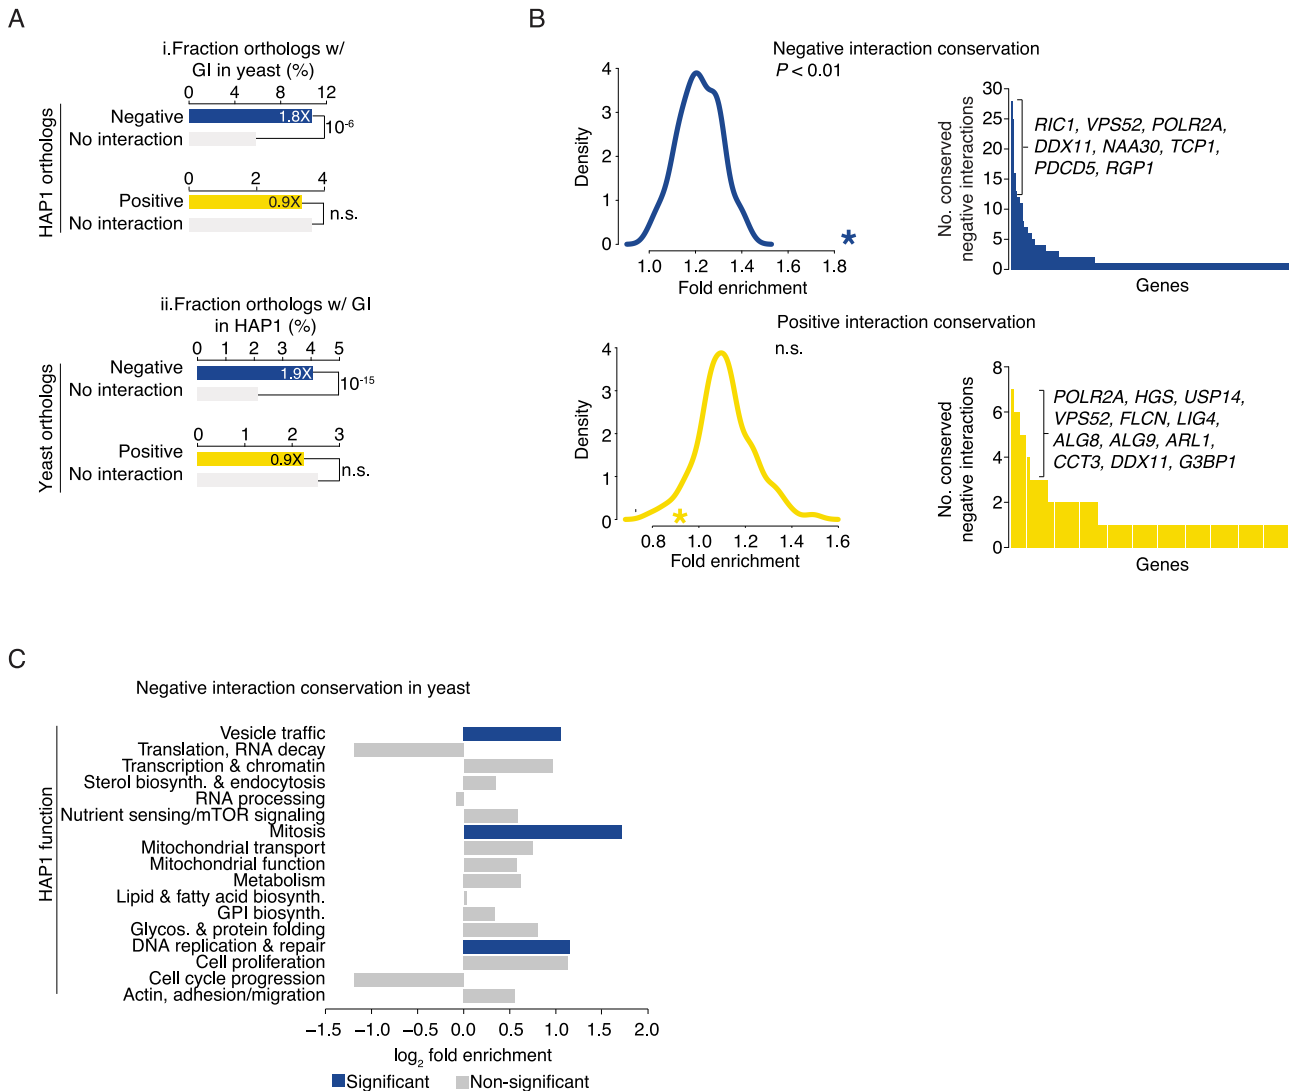 A
i.Fraction orthologs w/
GI in yeast (%)
0 4 8 12
HAP1 orthologs
Negative
1.8X
10-6
No interaction
0 2 4
Positive
0.9X
n.s.
No interaction
ii.Fraction orthologs w/ GI
in HAP1 (%)
0 1 2 3 4 5
Yeast orthologs
Negative
1.9X
10-15
No interaction
0 1 2 3
Positive
0.9X
n.s.
No interaction
B
Negative interaction conservation
P < 0.01
Density
4
3
2
1
0
*
1.0 1.2 1.4 1.6 1.8
Fold enrichment
No. conserved
negative interactions
30
25
20
15
10
5
0
RIC1, VPS52, POLR2A,
DDX11, NAA30, TCP1,
PDCD5, RGP1
Genes
Positive interaction conservation
n.s.
Density
4
3
2
1
0
*
0.8 1.0 1.2 1.4 1.6
Fold enrichment
No. conserved
negative interactions
8
6
4
2
0
POLR2A, HGS, USP14,
VPS52, FLCN, LIG4,
ALG8, ALG9, ARL1,
CCT3, DDX11, G3BP1
Genes
C
Negative interaction conservation in yeast
HAP1 function
Vesicle traffic
Translation, RNA decay
Transcription & chromatin
Sterol biosynth. & endocytosis
RNA processing
Nutrient sensing/mTOR signaling
Mitosis
Mitochondrial transport
Mitochondrial function
Metabolism
Lipid & fatty acid biosynth.
GPI biosynth.
Glycos. & protein folding
DNA replication & repair
Cell proliferation
Cell cycle progression
Actin, adhesion/migration
−1.5 −1.0 −0.5 0.0 0.5 1.0 1.5 2.0
log2 fold enrichment
Significant Non-significant